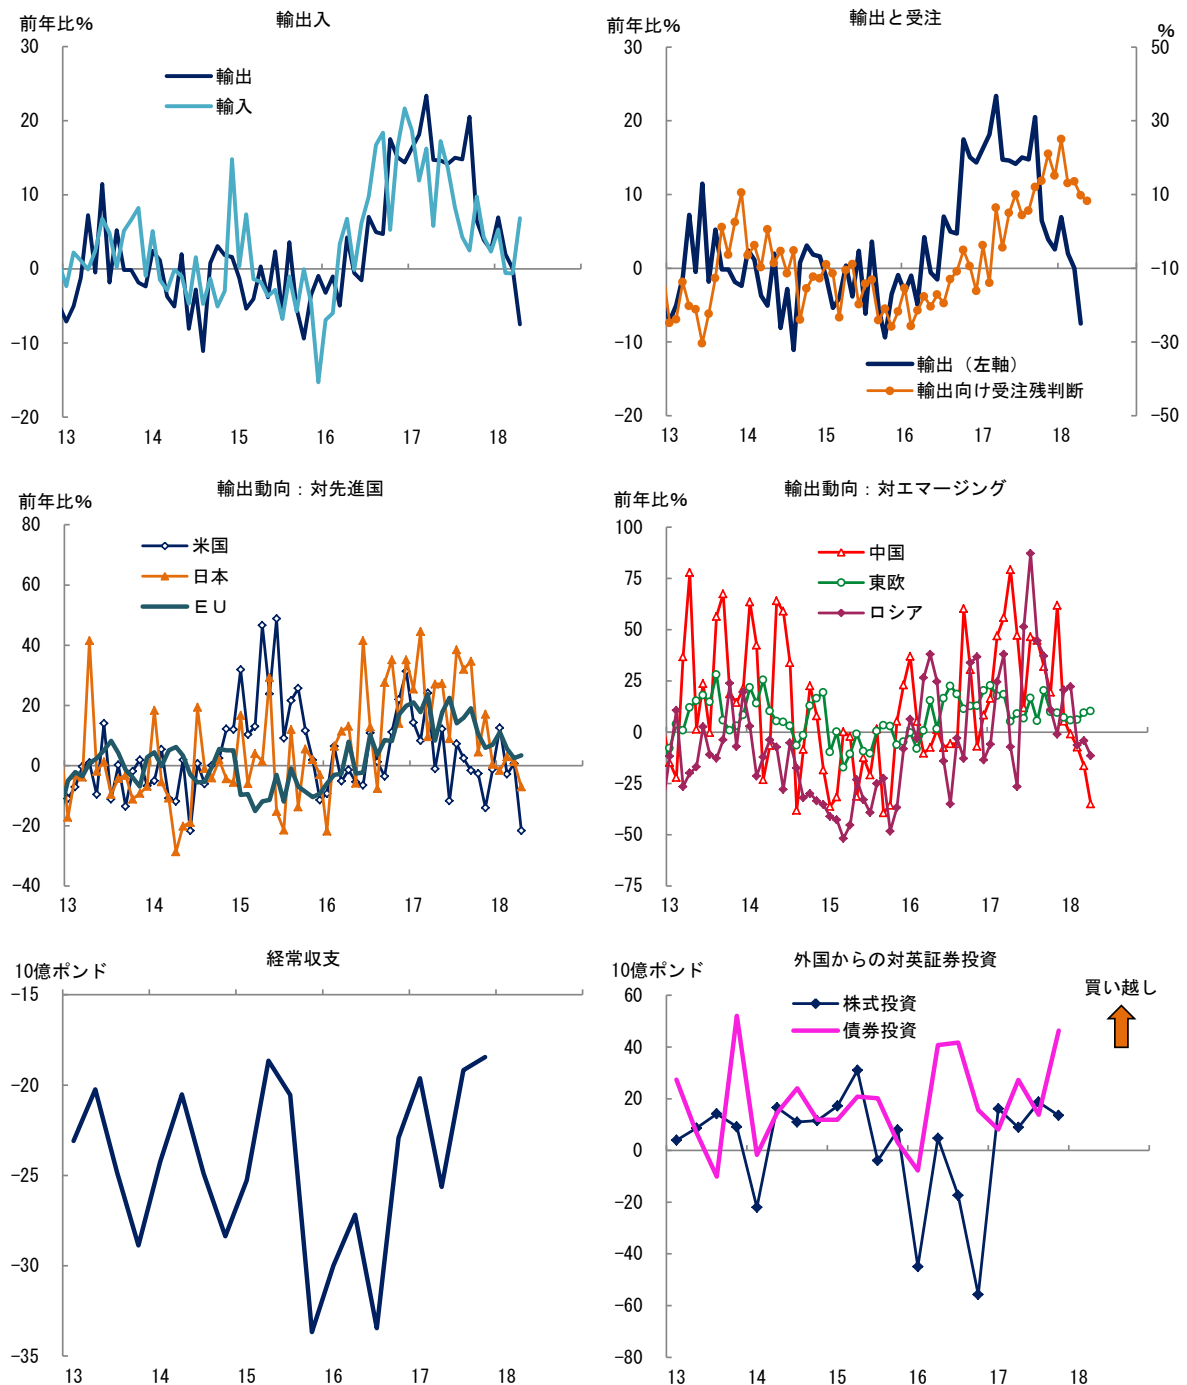 輸出入
前年比%
30
20
10
0
-10
-20
輸出
輸入
13 14 15 16 17 18
輸出と受注
前年比%
%
30
20
10
0
-10
-20
50
30
10
-10
-30
-50
輸出（左軸）
輸出向け受注残判断
13 14 15 16 17 18
輸出動向：対先進国
前年比%
80
60
40
20
0
-20
-40
米国
日本
ＥＵ
13 14 15 16 17 18
輸出動向：対エマージング
前年比%
100
75
50
25
0
-25
-50
-75
中国
東欧
ロシア
13 14 15 16 17 18
経常収支
10億ポンド
-15
-20
-25
-30
-35
13 14 15 16 17 18
外国からの対英証券投資
10億ポンド
買い越し
60
40
20
0
-20
-40
-60
-80
株式投資
債券投資
13 14 15 16 17 18